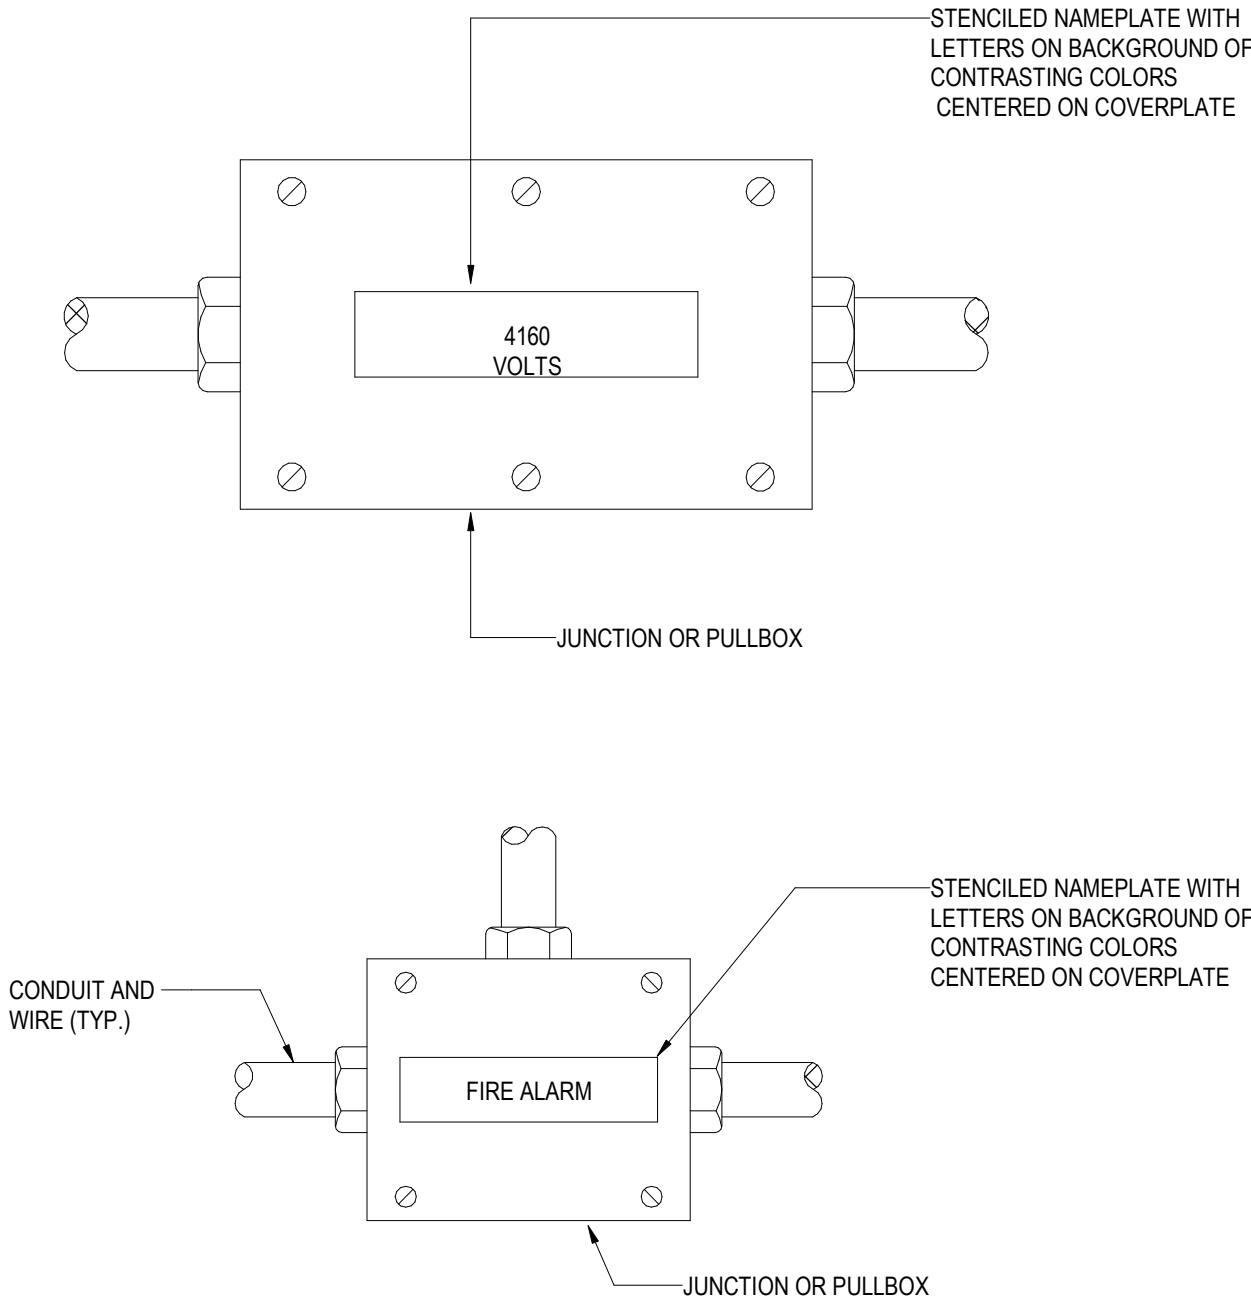 STENCILED NAMEPLATE WITH
LETTERS ON BACKGROUND OF
CONTRASTING COLORS
CENTERED ON COVERPLATE
4160
VOLTS
JUNCTION OR PULLBOX
STENCILED NAMEPLATE WITH
LETTERS ON BACKGROUND OF
CONTRASTING COLORS
CENTERED ON COVERPLATE
CONDUIT AND
WIRE (TYP.)
FIRE ALARM
JUNCTION OR PULLBOX